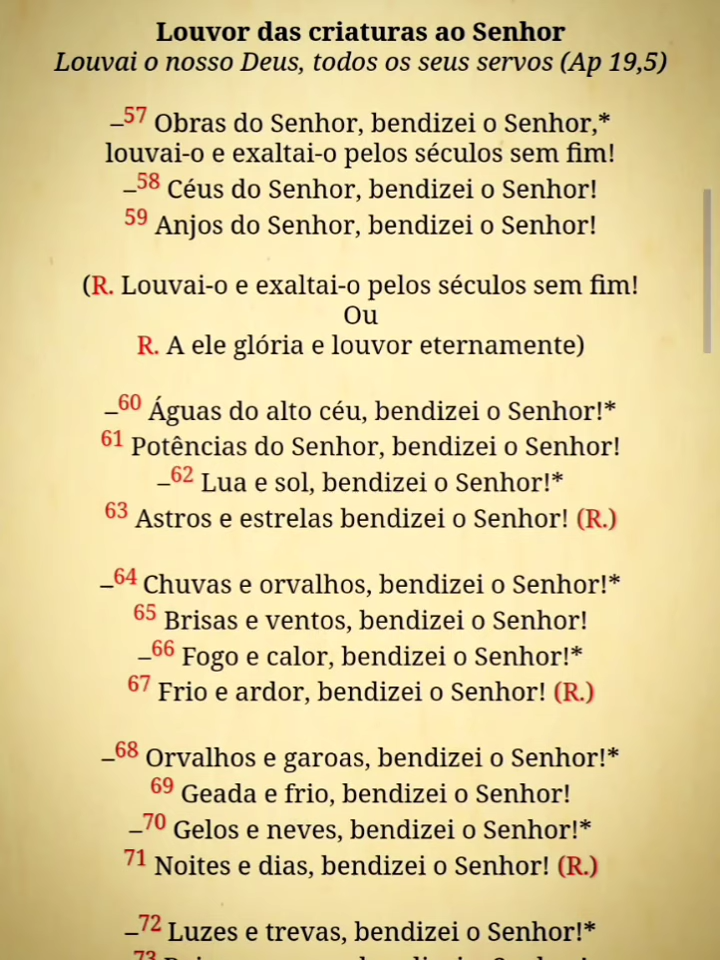 Louvor das criaturas ao Senhor
Louvai o nosso Deus, todos os seus servos (Ap 19,5)
–57 Obras do Senhor, bendizei o Senhor,*
louvai-o e exaltai-o pelos séculos sem fim!
–58 Céus do Senhor, bendizei o Senhor!
59 Anjos do Senhor, bendizei o Senhor!
(R. Louvai-o e exaltai-o pelos séculos sem fim!
Ou
R. A ele glória e louvor eternamente)
–60 Águas do alto céu, bendizei o Senhor!*
61 Potências do Senhor, bendizei o Senhor!
–62 Lua e sol, bendizei o Senhor!*
63 Astros e estrelas bendizei o Senhor! (R.)
–64 Chuvas e orvalhos, bendizei o Senhor!*
65 Brisas e ventos, bendizei o Senhor!
–66 Fogo e calor, bendizei o Senhor!*
67 Frio e ardor, bendizei o Senhor! (R.)
–68 Orvalhos e garoas, bendizei o Senhor!*
69 Geada e frio, bendizei o Senhor!
–70 Gelos e neves, bendizei o Senhor!*
71 Noites e dias, bendizei o Senhor! (R.)
–72 Luzes e trevas, bendizei o Senhor!*
73